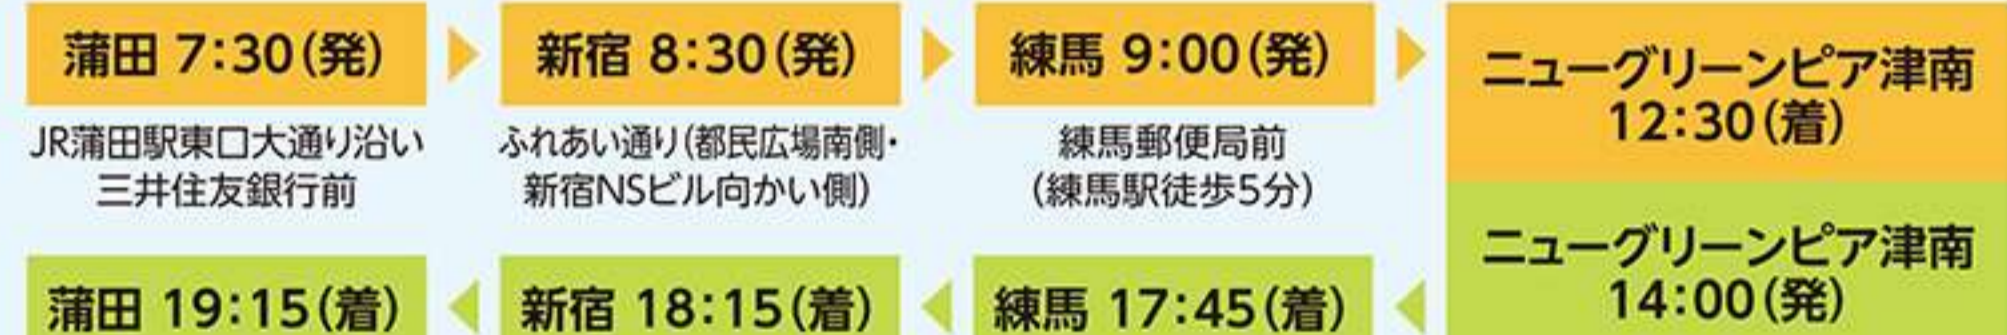 蒲田 7:30(発)
新宿 8:30(発)
練馬 9:00(発)
ニューグリーンピア津南
12:30(着)
JR蒲田駅東口大通り沿い
三井住友銀行前
ふれあい通り(都民広場南側・
新宿NSビル向かい側)
練馬郵便局前
(練馬駅徒歩5分)
ニューグリーンピア津南
14:00(発)
蒲田 19:15(着)
新宿 18:15(着)
練馬 17:45(着)